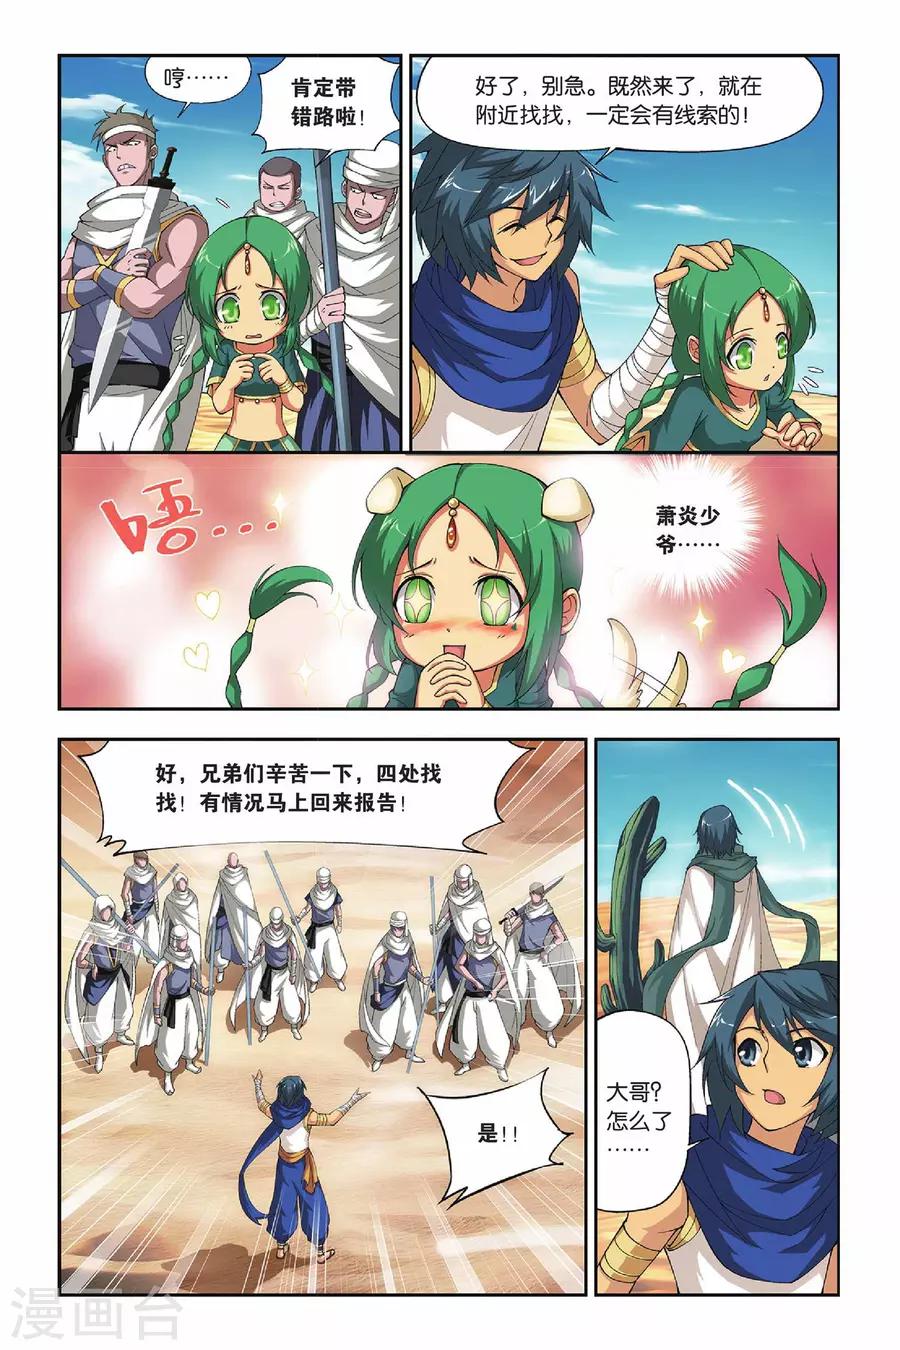 哼……
肯定带
错路啦！
好了，别急。既然来了，就在
附近找找，一定会有线索的！
唔...
萧炎少
爷……
好，兄弟们辛苦一下，四处找
找！有情况马上回来报告！
是!!
大哥?
怎么了
……
漫画台